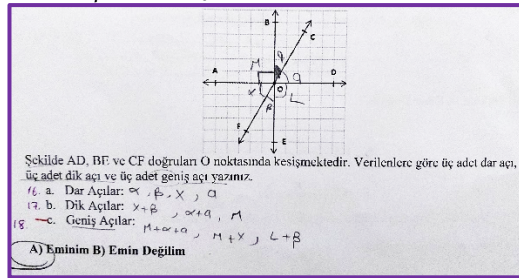 B
C
q
M
A
a
D
x
O
L
β
F
E
Şekilde AD, BE ve CF doğruları O noktasında kesişmektedir. Verilenlere göre üç adet dar açı,
üç adet dik açı ve üç adet geniş açı yazınız.
16. a. Dar Açılar: α, β, x, a
17. b. Dik Açılar: x+β, α+a, M
18. c. Geniş Açılar: M+α+a, M+x, L+β
A) Eminim B) Emin Değilim